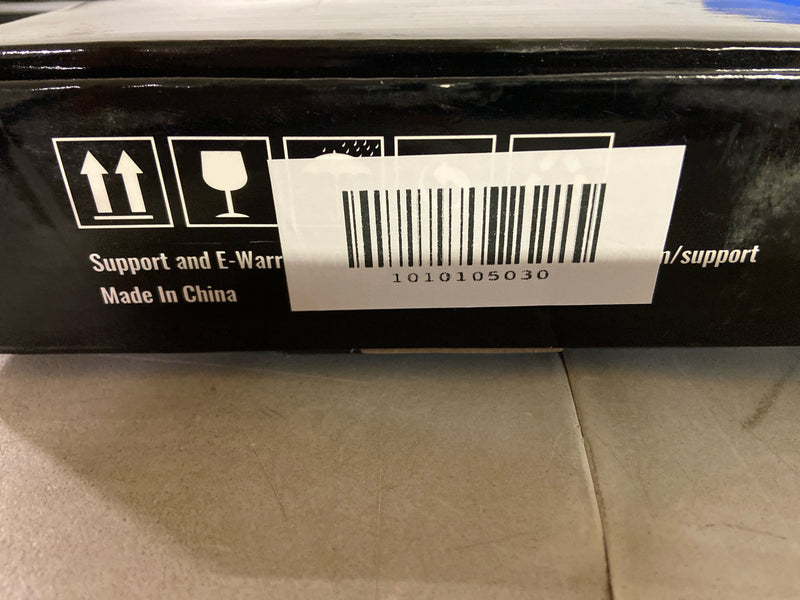 Support and E-Warr
/support
Made In China
1010105030